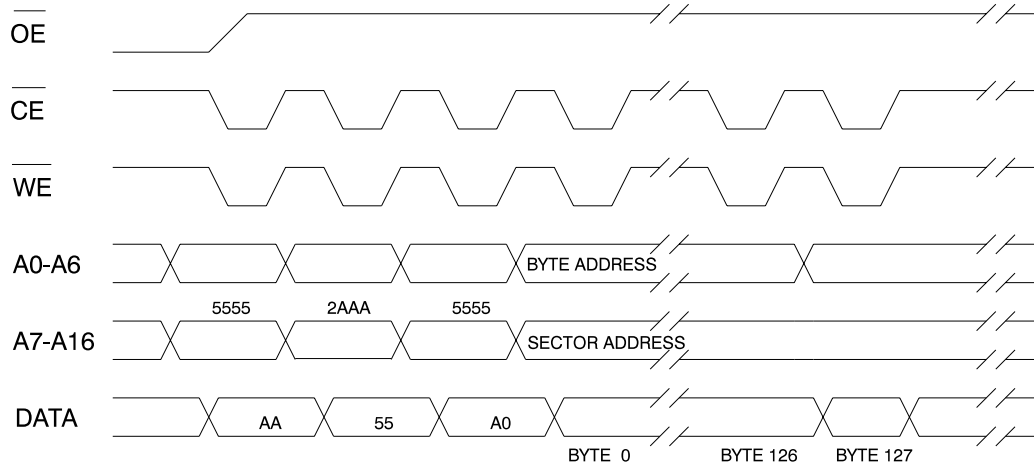 OE
CE
WE
A0-A6 BYTE ADDRESS
5555 2AAA 5555
A7-A16 SECTOR ADDRESS
DATA AA 55 A0
BYTE 0 BYTE 126 BYTE 127